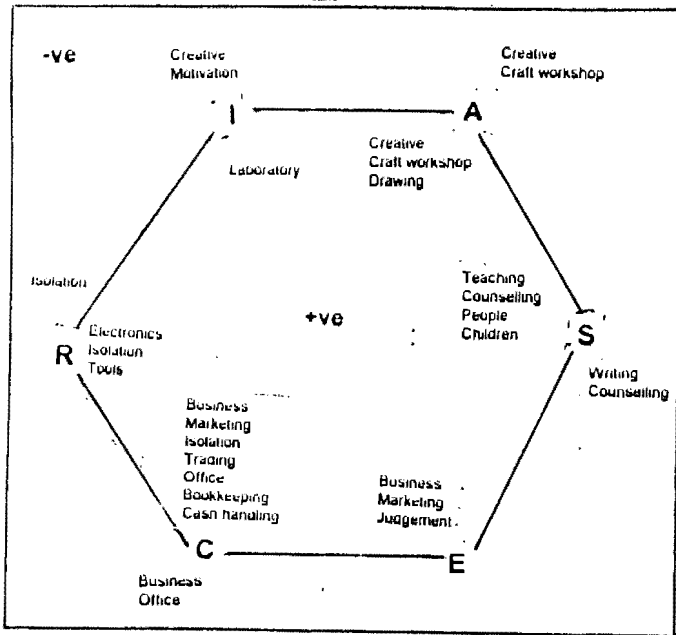 -ve
Creative
Motivation
Creative
Craft workshop
I
A
Creative
Craft workshop
Drawing
Laboratory
Isolation
Teaching
Counselling
People
Children
+ve
S
R
Electronics
Isolation
Tools
Writing
Counselling
Business
Marketing
Isolation
Trading
Office
Bookkeeping
Cash handling
Business
Marketing
Judgement
C
E
Business
Office